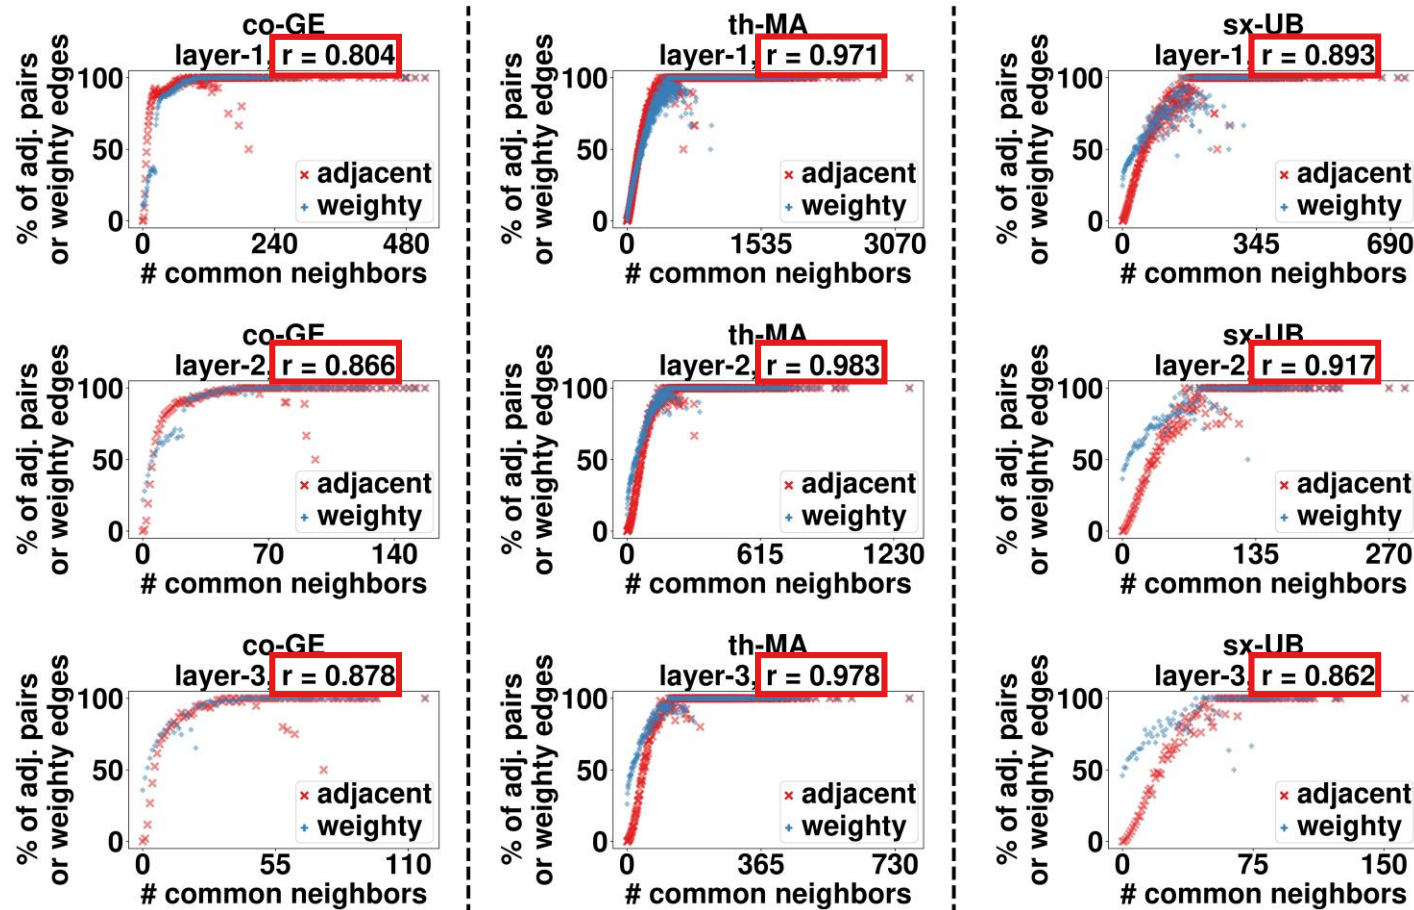 co-GE
layer-1, r = 0.804
% of adj. pairs
or weighty edges
100
50
0
adjacent
weighty
0 240 480
# common neighbors
th-MA
layer-1, r = 0.971
% of adj. pairs
or weighty edges
100
50
0
adjacent
weighty
0 1535 3070
# common neighbors
sx-UB
layer-1, r = 0.893
% of adj. pairs
or weighty edges
100
50
0
adjacent
weighty
0 345 690
# common neighbors
co-GE
layer-2, r = 0.866
% of adj. pairs
or weighty edges
100
50
0
adjacent
weighty
0 70 140
# common neighbors
th-MA
layer-2, r = 0.983
% of adj. pairs
or weighty edges
100
50
0
adjacent
weighty
0 615 1230
# common neighbors
sx-UB
layer-2, r = 0.917
% of adj. pairs
or weighty edges
100
50
0
adjacent
weighty
0 135 270
# common neighbors
co-GE
layer-3, r = 0.878
% of adj. pairs
or weighty edges
100
50
0
adjacent
weighty
0 55 110
# common neighbors
th-MA
layer-3, r = 0.978
% of adj. pairs
or weighty edges
100
50
0
adjacent
weighty
0 365 730
# common neighbors
sx-UB
layer-3, r = 0.862
% of adj. pairs
or weighty edges
100
50
0
adjacent
weighty
0 75 150
# common neighbors